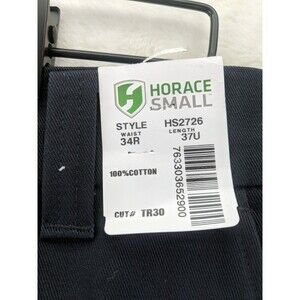 HORACE
SMALL
STYLE HS2726
WAIST LENGTH
34R 37U
763303652900
100%COTTON
CUT# TR30